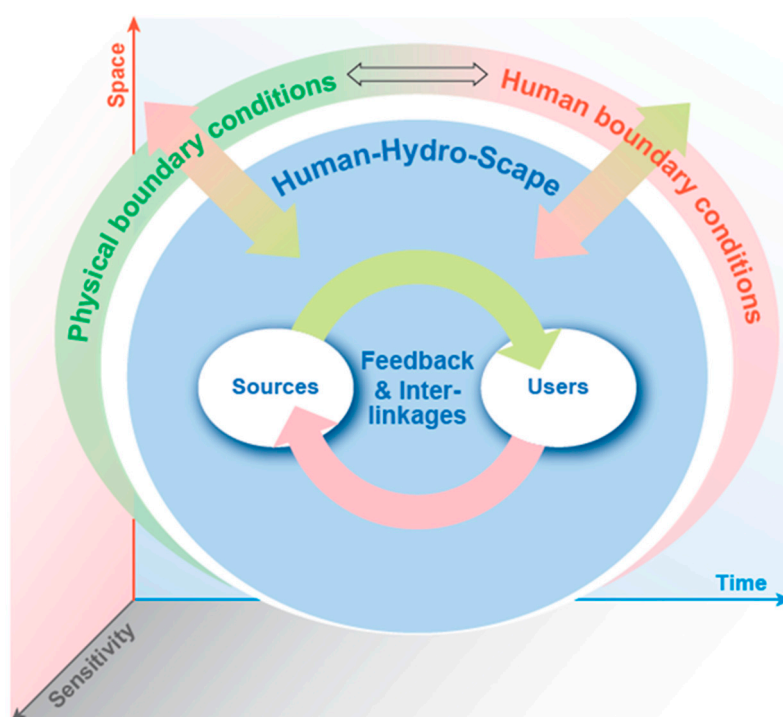 Space
Physical boundary conditions
Human boundary conditions
Human-Hydro-Scape
Sources
Feedback
& Inter-
linkages
Users
Time
Sensitivity